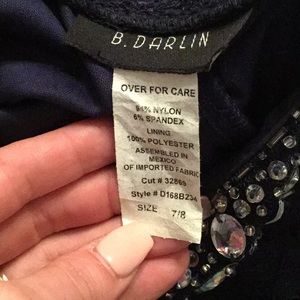 B. DARLIN
OVER FOR CARE
94% NYLON
6% SPANDEX
LINING
100% POLYESTER
ASSEMBLED IN
MEXICO
OF IMPORTED FABRIC
Cut # 32869
Style # D168B234
SIZE 7/8